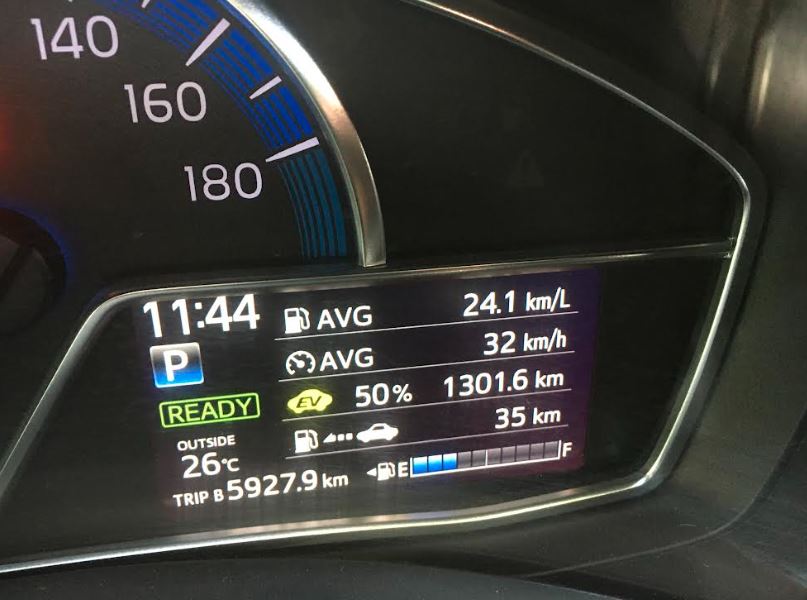 140
160
180
11:44
AVG 24.1 km/L
P
AVG 32 km/h
READY
EV 50% 1301.6 km
OUTSIDE
35 km
26°C
TRIP B 5927.9 km
E F